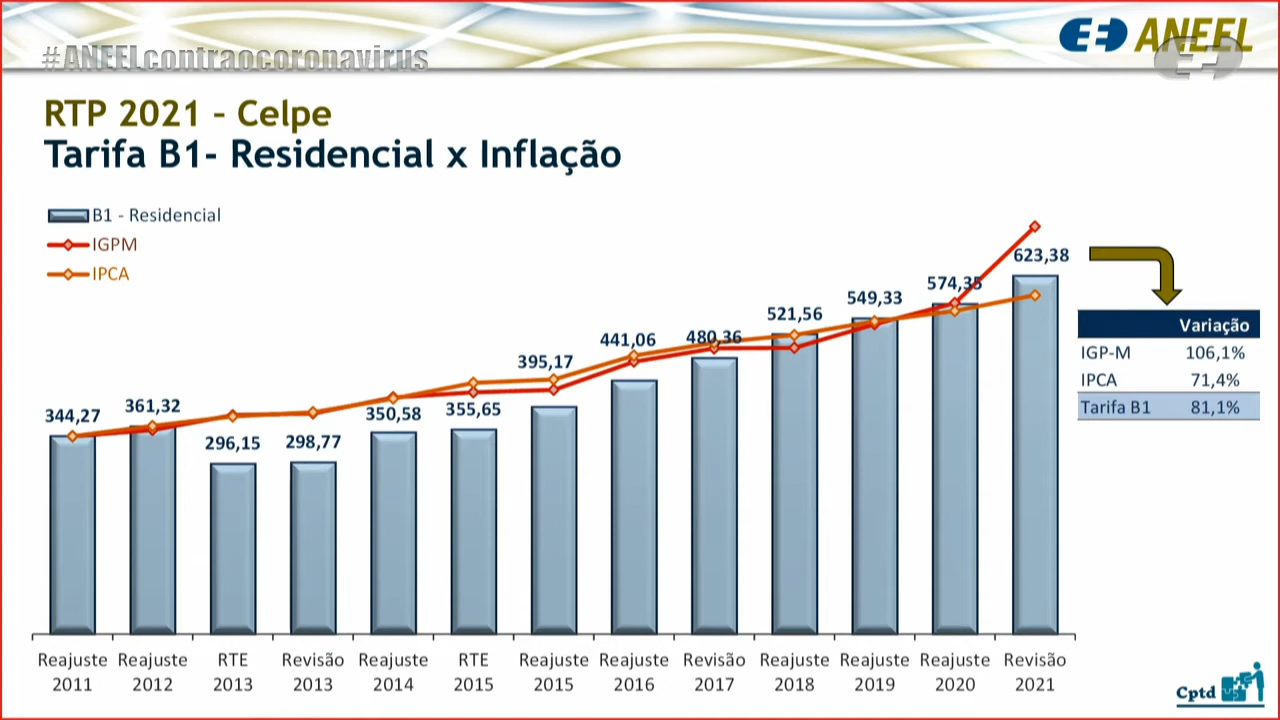 #ANEELcontraocoronavirus
ANEEL
RTP 2021 – Celpe
Tarifa B1- Residencial x Inflação
B1 - Residencial
IGPM
IPCA
344,27
361,32
296,15
298,77
350,58
355,65
395,17
441,06
480,36
521,56
549,33
574,35
623,38
Variação
IGP-M 106,1%
IPCA 71,4%
Tarifa B1 81,1%
Reajuste 2011
Reajuste 2012
RTE 2013
Revisão 2013
Reajuste 2014
RTE 2015
Reajuste 2015
Reajuste 2016
Revisão 2017
Reajuste 2018
Reajuste 2019
Reajuste 2020
Revisão 2021
Cptd